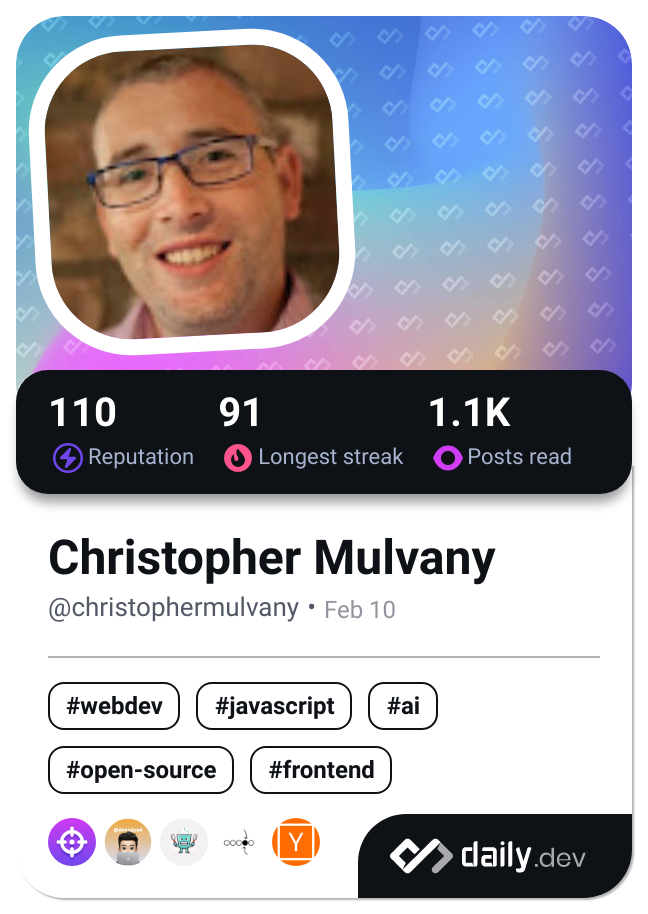 110 91 1.1K
Reputation Longest streak Posts read
Christopher Mulvany
@christophermulvany • Feb 10
#webdev #javascript #ai
#open-source #frontend
Y
daily.dev